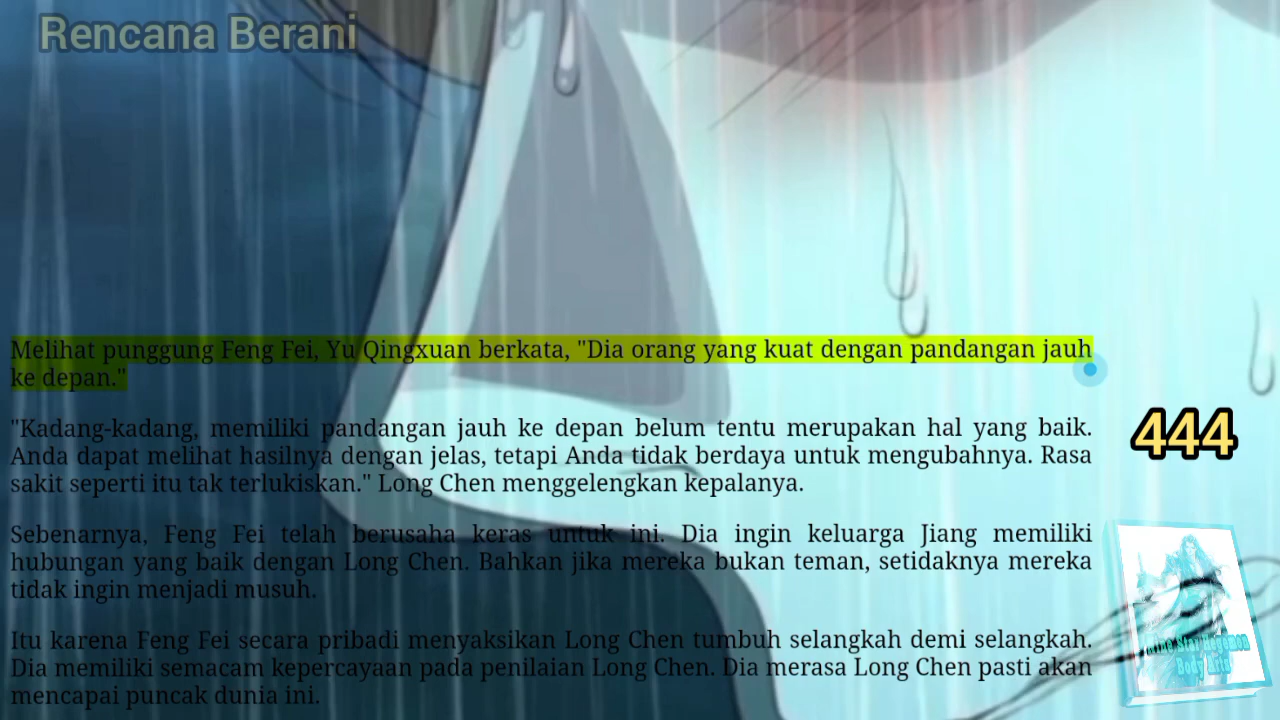 Rencana Berani
Melihat punggung Feng Fei, Yu Qingxuan berkata, "Dia orang yang kuat dengan pandangan jauh
ke depan."
"Kadang-kadang, memiliki pandangan jauh ke depan belum tentu merupakan hal yang baik.
Anda dapat melihat hasilnya dengan jelas, tetapi Anda tidak berdaya untuk mengubahnya. Rasa
sakit seperti itu tak terlukiskan." Long Chen menggelengkan kepalanya.
Sebenarnya, Feng Fei telah berusaha keras untuk ini. Dia ingin keluarga Jiang memiliki
hubungan yang baik dengan Long Chen. Bahkan jika mereka bukan teman, setidaknya mereka
tidak ingin menjadi musuh.
Itu karena Feng Fei secara pribadi menyaksikan Long Chen tumbuh selangkah demi selangkah.
Dia memiliki semacam kepercayaan pada penilaian Long Chen. Dia merasa Long Chen pasti akan
mencapai puncak dunia ini.
444
Nine Star Hegemon
Body Arts